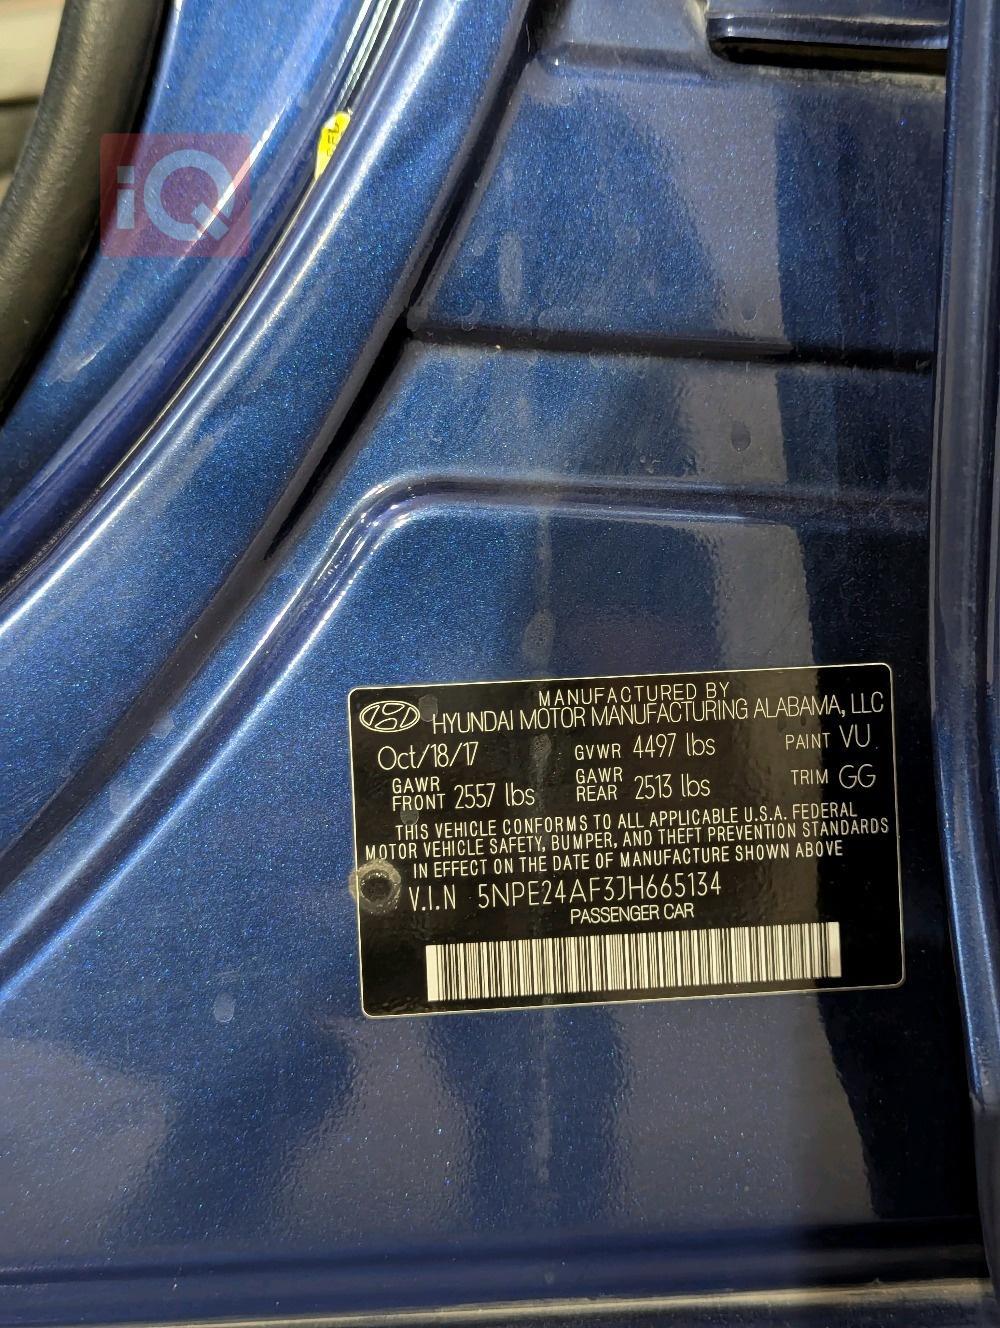 iQ
MANUFACTURED BY
HYUNDAI MOTOR MANUFACTURING ALABAMA, LLC
Oct/18/17 GVWR 4497 lbs PAINT VU
GAWR FRONT 2557 lbs GAWR REAR 2513 lbs TRIM GG
THIS VEHICLE CONFORMS TO ALL APPLICABLE U.S.A. FEDERAL
MOTOR VEHICLE SAFETY, BUMPER, AND THEFT PREVENTION STANDARDS
IN EFFECT ON THE DATE OF MANUFACTURE SHOWN ABOVE
V.I.N 5NPE24AF3JH665134
PASSENGER CAR